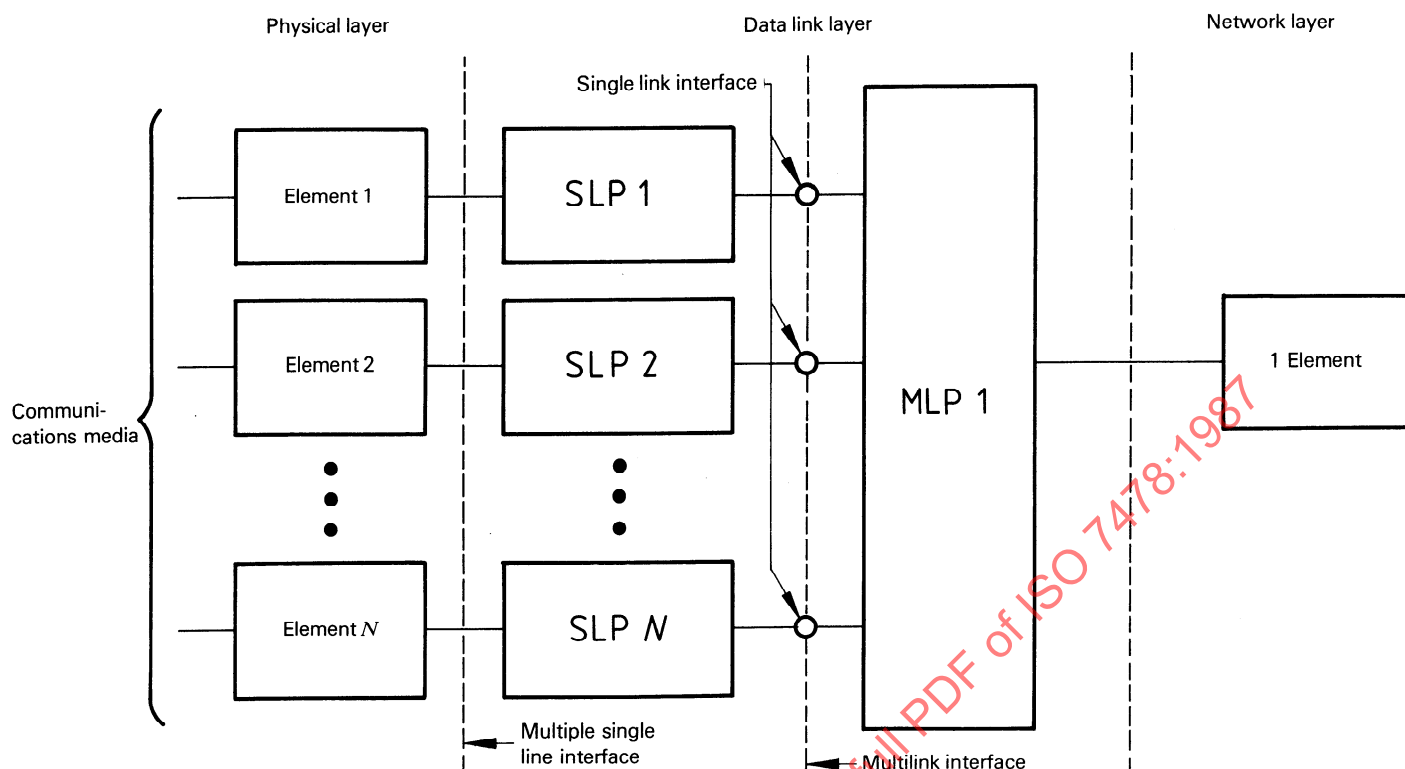 Physical layer
Data link layer
Network layer
Single link interface
Element 1
SLP 1
Element 2
SLP 2
MLP 1
1 Element
Communi-
cations media
Element N
SLP N
Multiple single
line interface
Multilink interface
full PDF of ISO 7478:1987